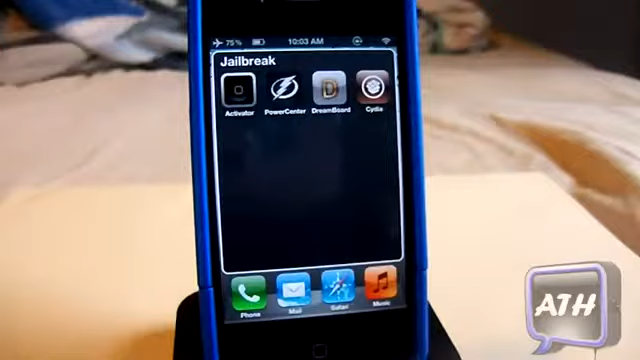 75% 10:03 AM
Jailbreak
Activator PowerCenter DreamBoard Cydia
Phone Mail Safari Music
ATH